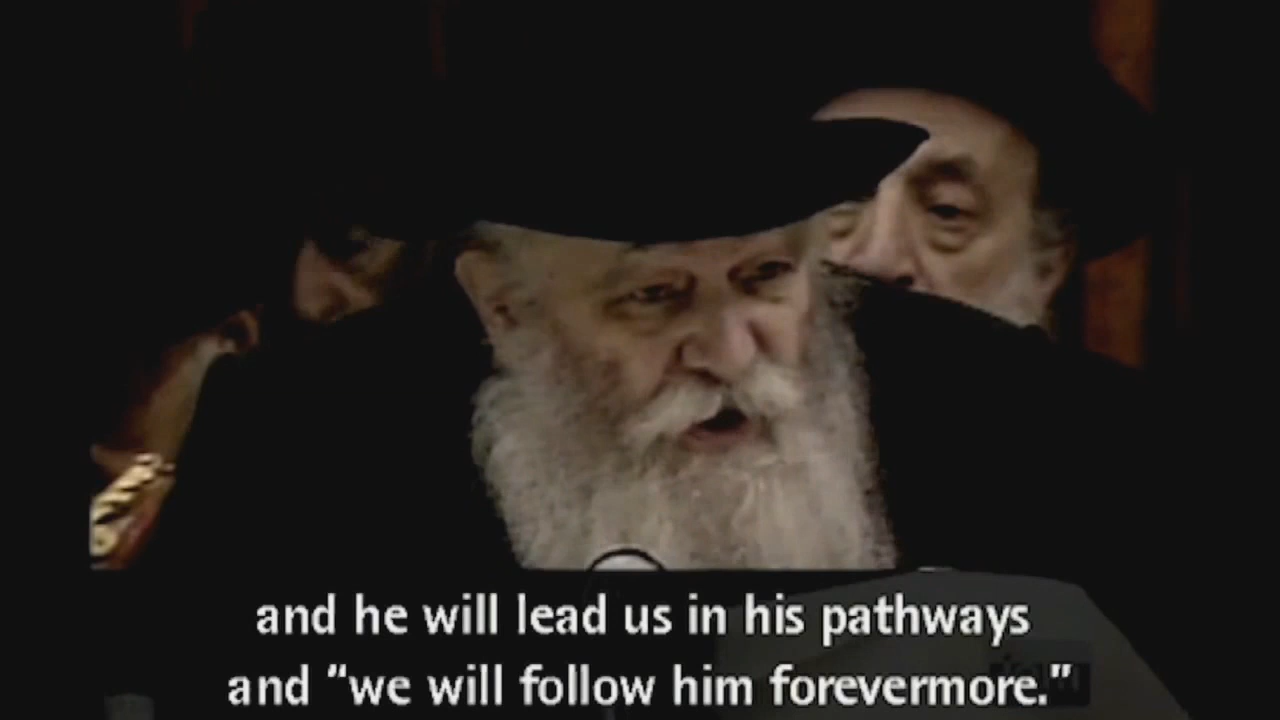 and he will lead us in his pathways
and “we will follow him forevermore.”